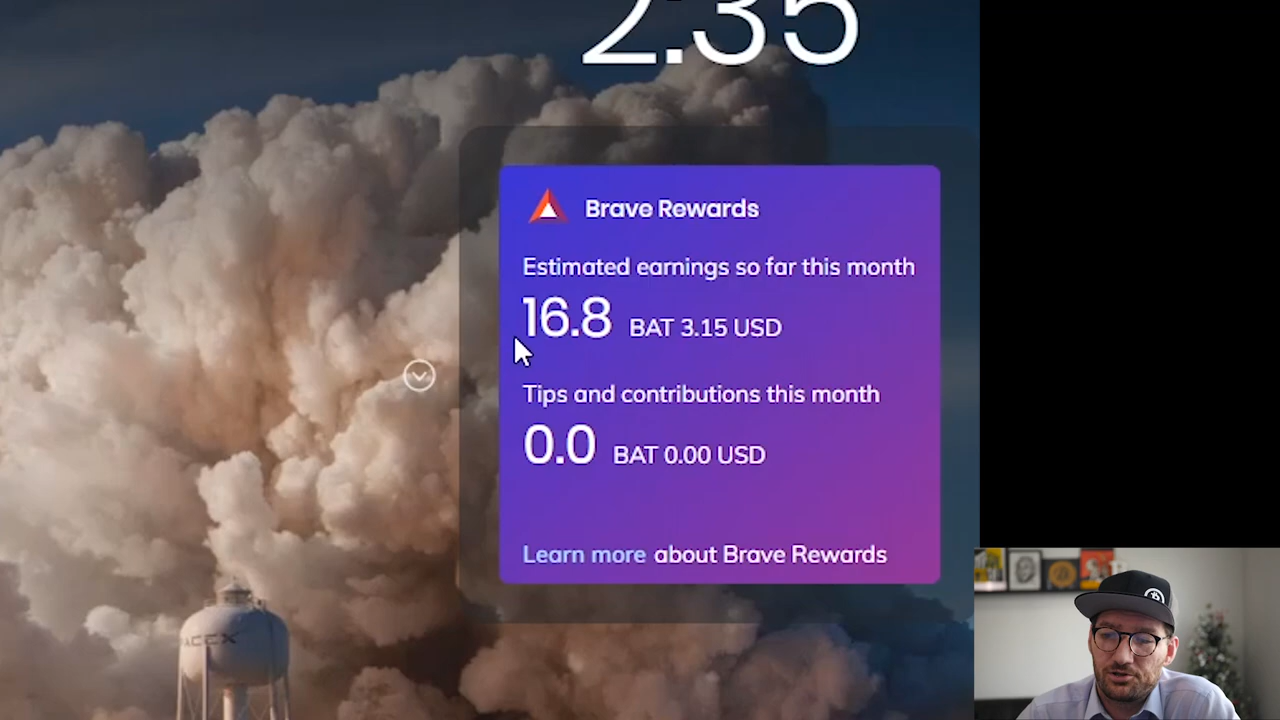 2:35
Brave Rewards
Estimated earnings so far this month
16.8 BAT 3.15 USD
Tips and contributions this month
0.0 BAT 0.00 USD
Learn more about Brave Rewards